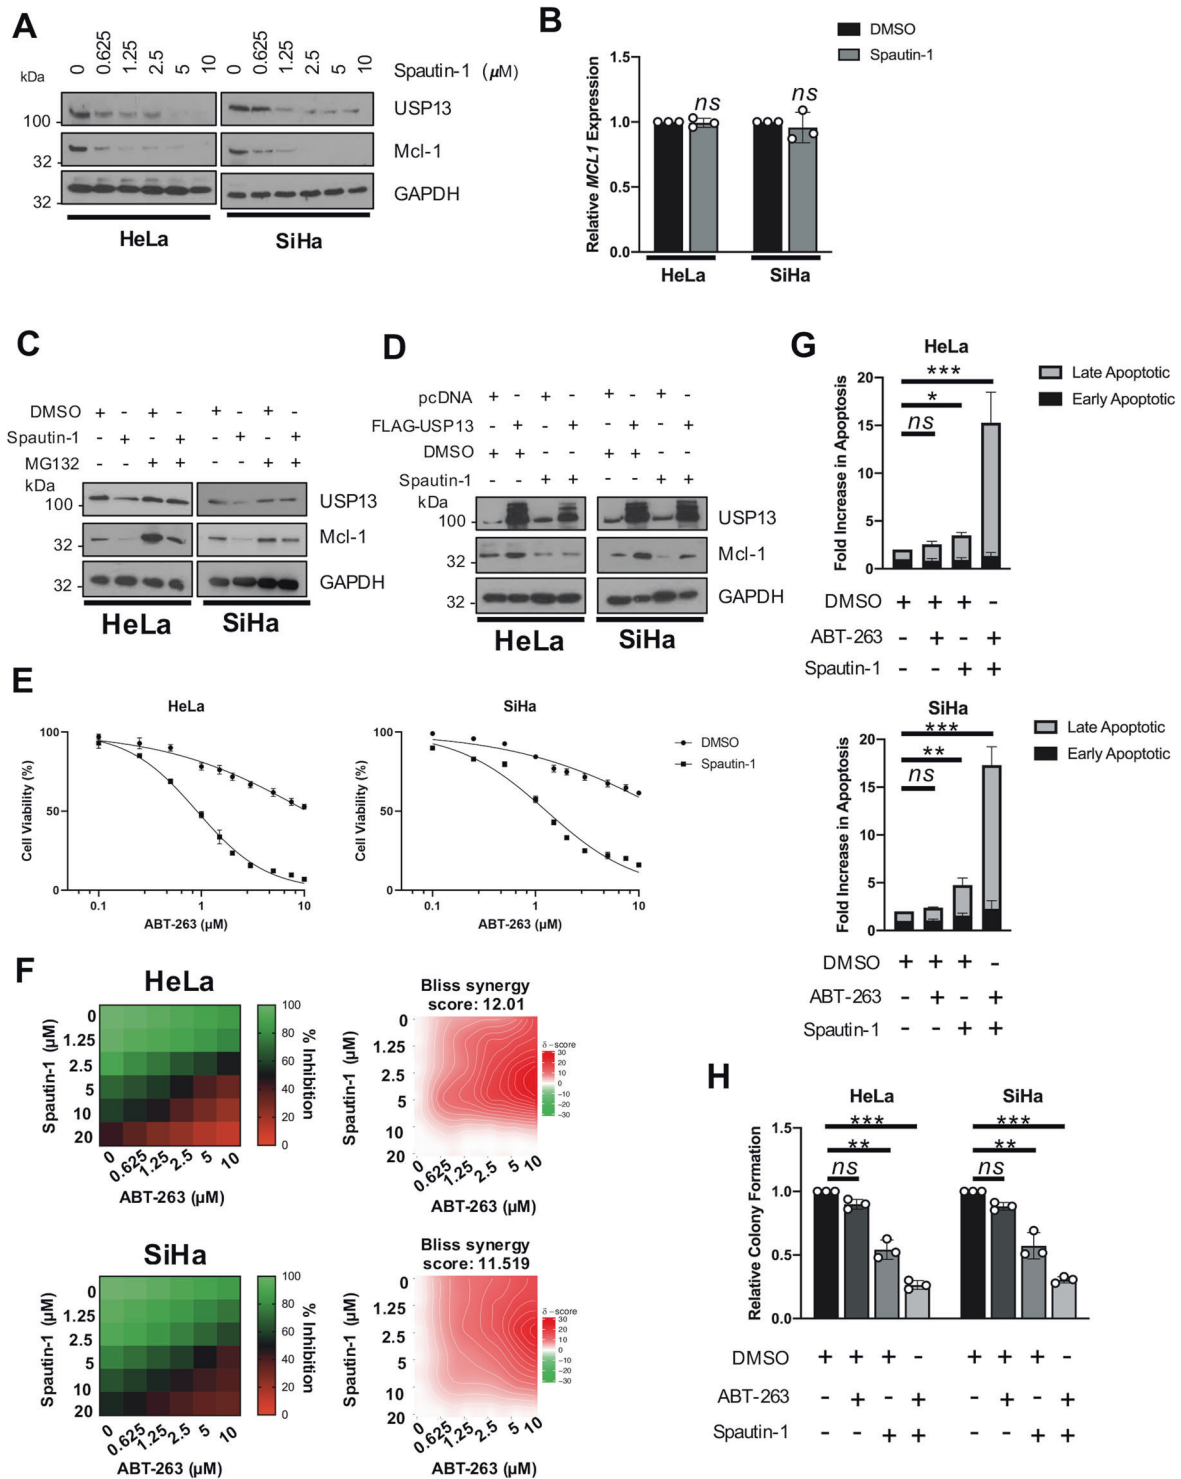 A
0 0.625 1.25 2.5 5 10 0 0.625 1.25 2.5 5 10 Spautin-1 (μM)
kDa
100 USP13
32 Mcl-1
32 GAPDH
HeLa SiHa
B
DMSO
Spautin-1
Relative MCL1 Expression
1.5
1.0
0.5
0.0
ns ns
HeLa SiHa
C
DMSO + - + - + - + -
Spautin-1 - + - + - + - +
MG132 - - + + - - + +
kDa
100 USP13
32 Mcl-1
32 GAPDH
HeLa SiHa
D
pcDNA + - + - + - + -
FLAG-USP13 - + - + - + - +
DMSO + + - - + + - -
Spautin-1 - - + + - - + +
kDa
100 USP13
32 Mcl-1
32 GAPDH
HeLa SiHa
E
HeLa
Cell Viability (%)
100
50
0
0.1 1 10
ABT-263 (μM)
SiHa
Cell Viability (%)
100
50
0
0.1 1 10
ABT-263 (μM)
DMSO
Spautin-1
F
HeLa
Spautin-1 (μM)
0
1.25
2.5
5
10
20
0 0.625 1.25 2.5 5 10
ABT-263 (μM)
100
80
60
40
20
0
% Inhibition
Bliss synergy
score: 12.01
Spautin-1 (μM)
0
1.25
2.5
5
10
20
0 0.625 1.25 2.5 5 10
ABT-263 (μM)
δ-score
30
20
10
0
-10
-20
-30
SiHa
Spautin-1 (μM)
0
1.25
2.5
5
10
20
0 0.625 1.25 2.5 5 10
ABT-263 (μM)
100
80
60
40
20
0
% Inhibition
Bliss synergy
score: 11.519
Spautin-1 (μM)
0
1.25
2.5
5
10
20
0 0.625 1.25 2.5 5 10
ABT-263 (μM)
δ-score
30
20
10
0
-10
-20
-30
G
HeLa
Late Apoptotic
Early Apoptotic
Fold Increase in Apoptosis
20
15
10
5
0
***
*
ns
DMSO + + + -
ABT-263 - + - +
Spautin-1 - - + +
SiHa
Late Apoptotic
Early Apoptotic
Fold Increase in Apoptosis
20
15
10
5
0
***
**
ns
DMSO + + + -
ABT-263 - + - +
Spautin-1 - - + +
H
HeLa SiHa
Relative Colony Formation
1.5
1.0
0.5
0.0
*** ***
** **
ns ns
DMSO + + + - + + + -
ABT-263 - + - + - + - +
Spautin-1 - - + + - - + +